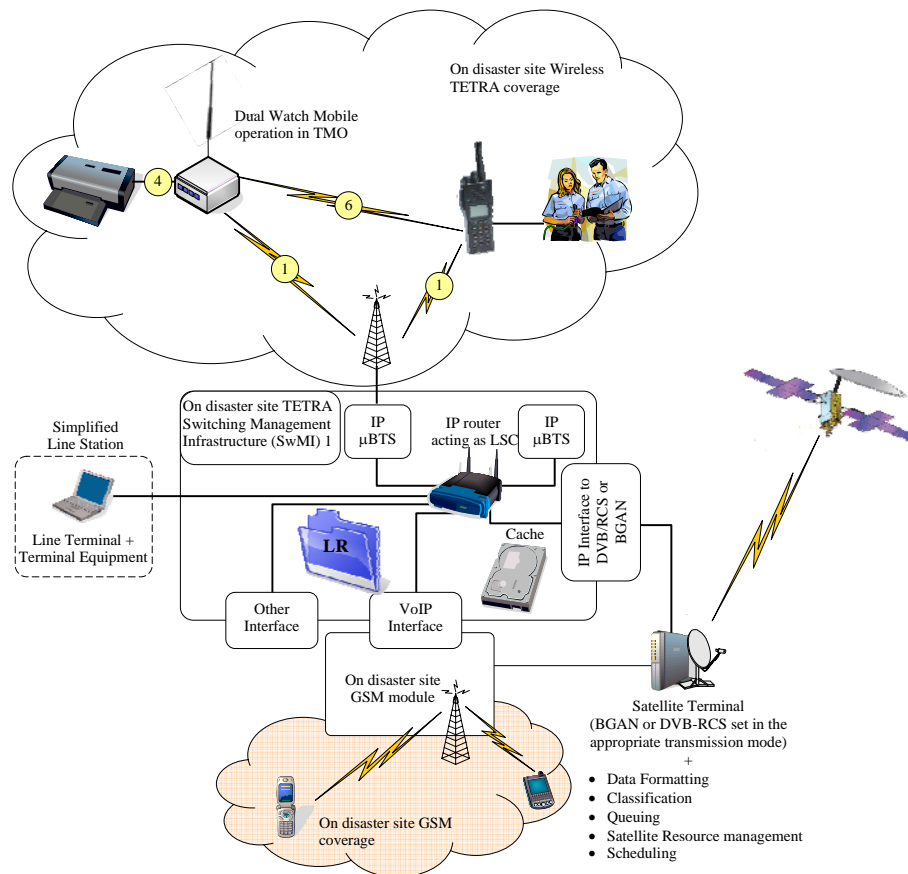 On disaster site Wireless
TETRA coverage
Dual Watch Mobile
operation in TMO
4
6
1
1
On disaster site TETRA
Switching Management
Infrastructure (SwMI) 1
IP
μBTS
IP router
acting as LSC
IP
μBTS
Simplified
Line Station
Line Terminal +
Terminal Equipment
LR
Cache
IP Interface to
DVB/RCS or
BGAN
Other
Interface
VoIP
Interface
On disaster site
GSM module
Satellite Terminal
(BGAN or DVB-RCS set in the
appropriate transmission mode)
+
• Data Formatting
• Classification
• Queuing
• Satellite Resource management
• Scheduling
On disaster site GSM
coverage